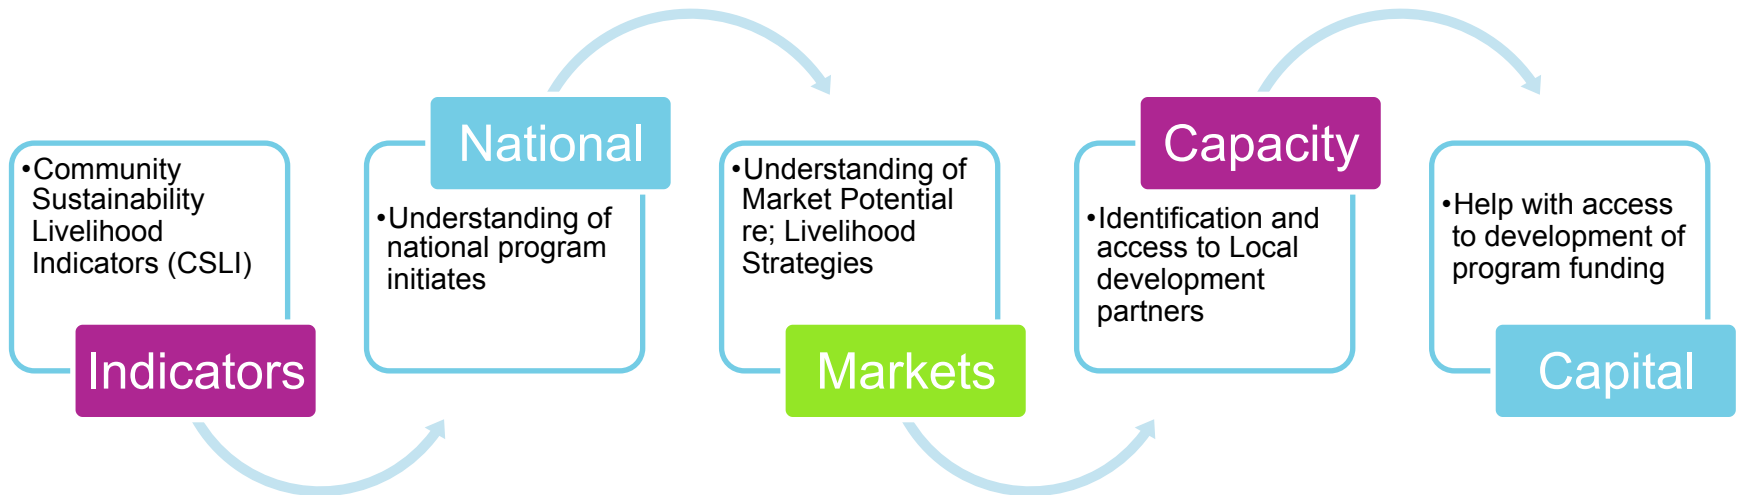 •Community
Sustainability
Livelihood
Indicators (CSLI)
Indicators
National
•Understanding of
national program
initiates
•Understanding of
Market Potential
re; Livelihood
Strategies
Markets
Capacity
•Identification and
access to Local
development
partners
•Help with access
to development of
program funding
Capital